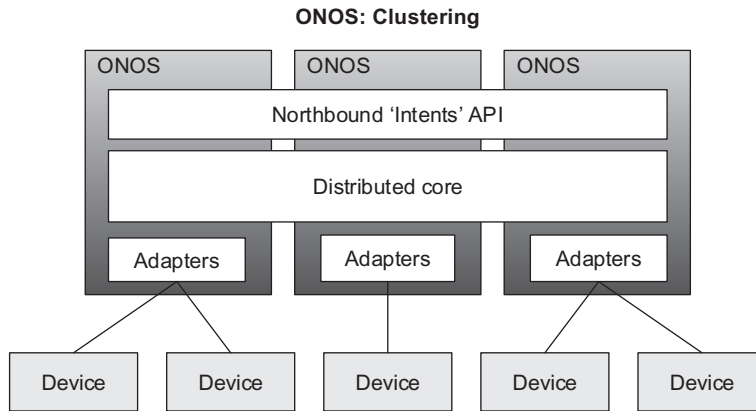 ONOS: Clustering
ONOS
ONOS
ONOS
Northbound ‘Intents’ API
Distributed core
Adapters
Adapters
Adapters
Device
Device
Device
Device
Device